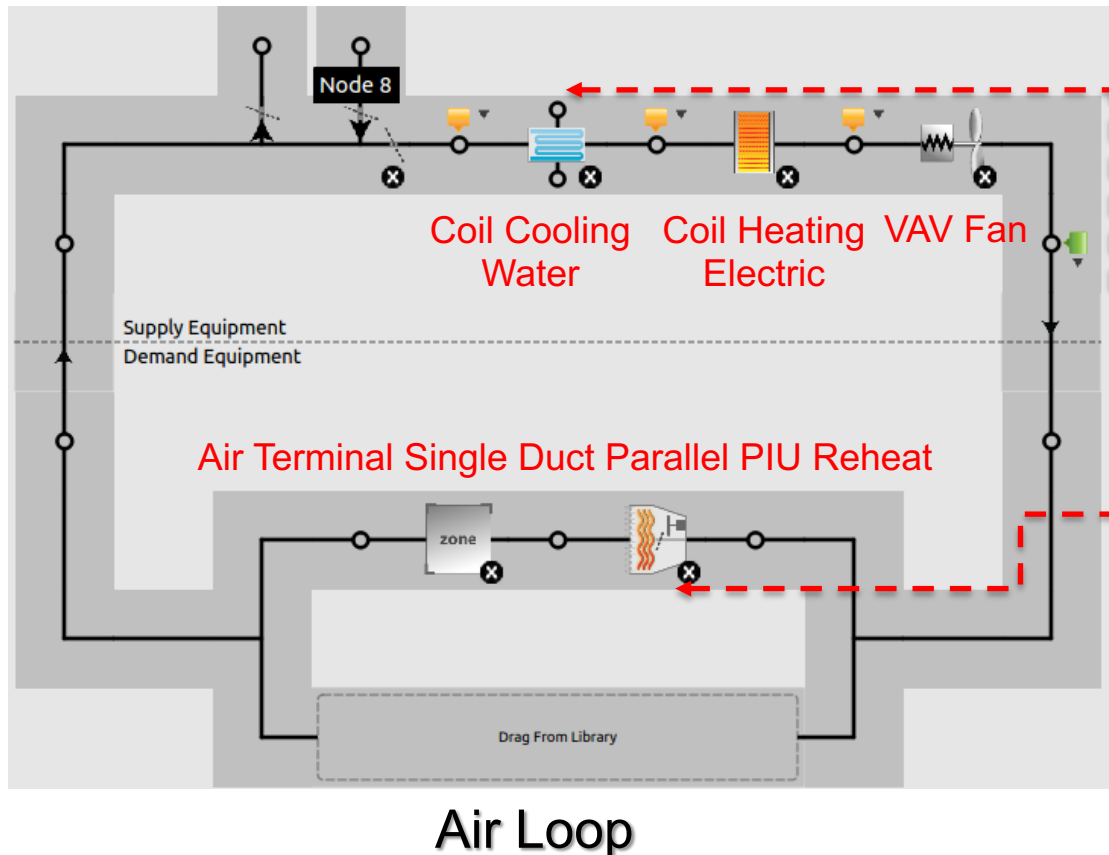 Node 8
Coil Cooling
Water
Coil Heating
Electric
VAV Fan
Supply Equipment
Demand Equipment
Air Terminal Single Duct Parallel PIU Reheat
zone
Drag From Library
Air Loop